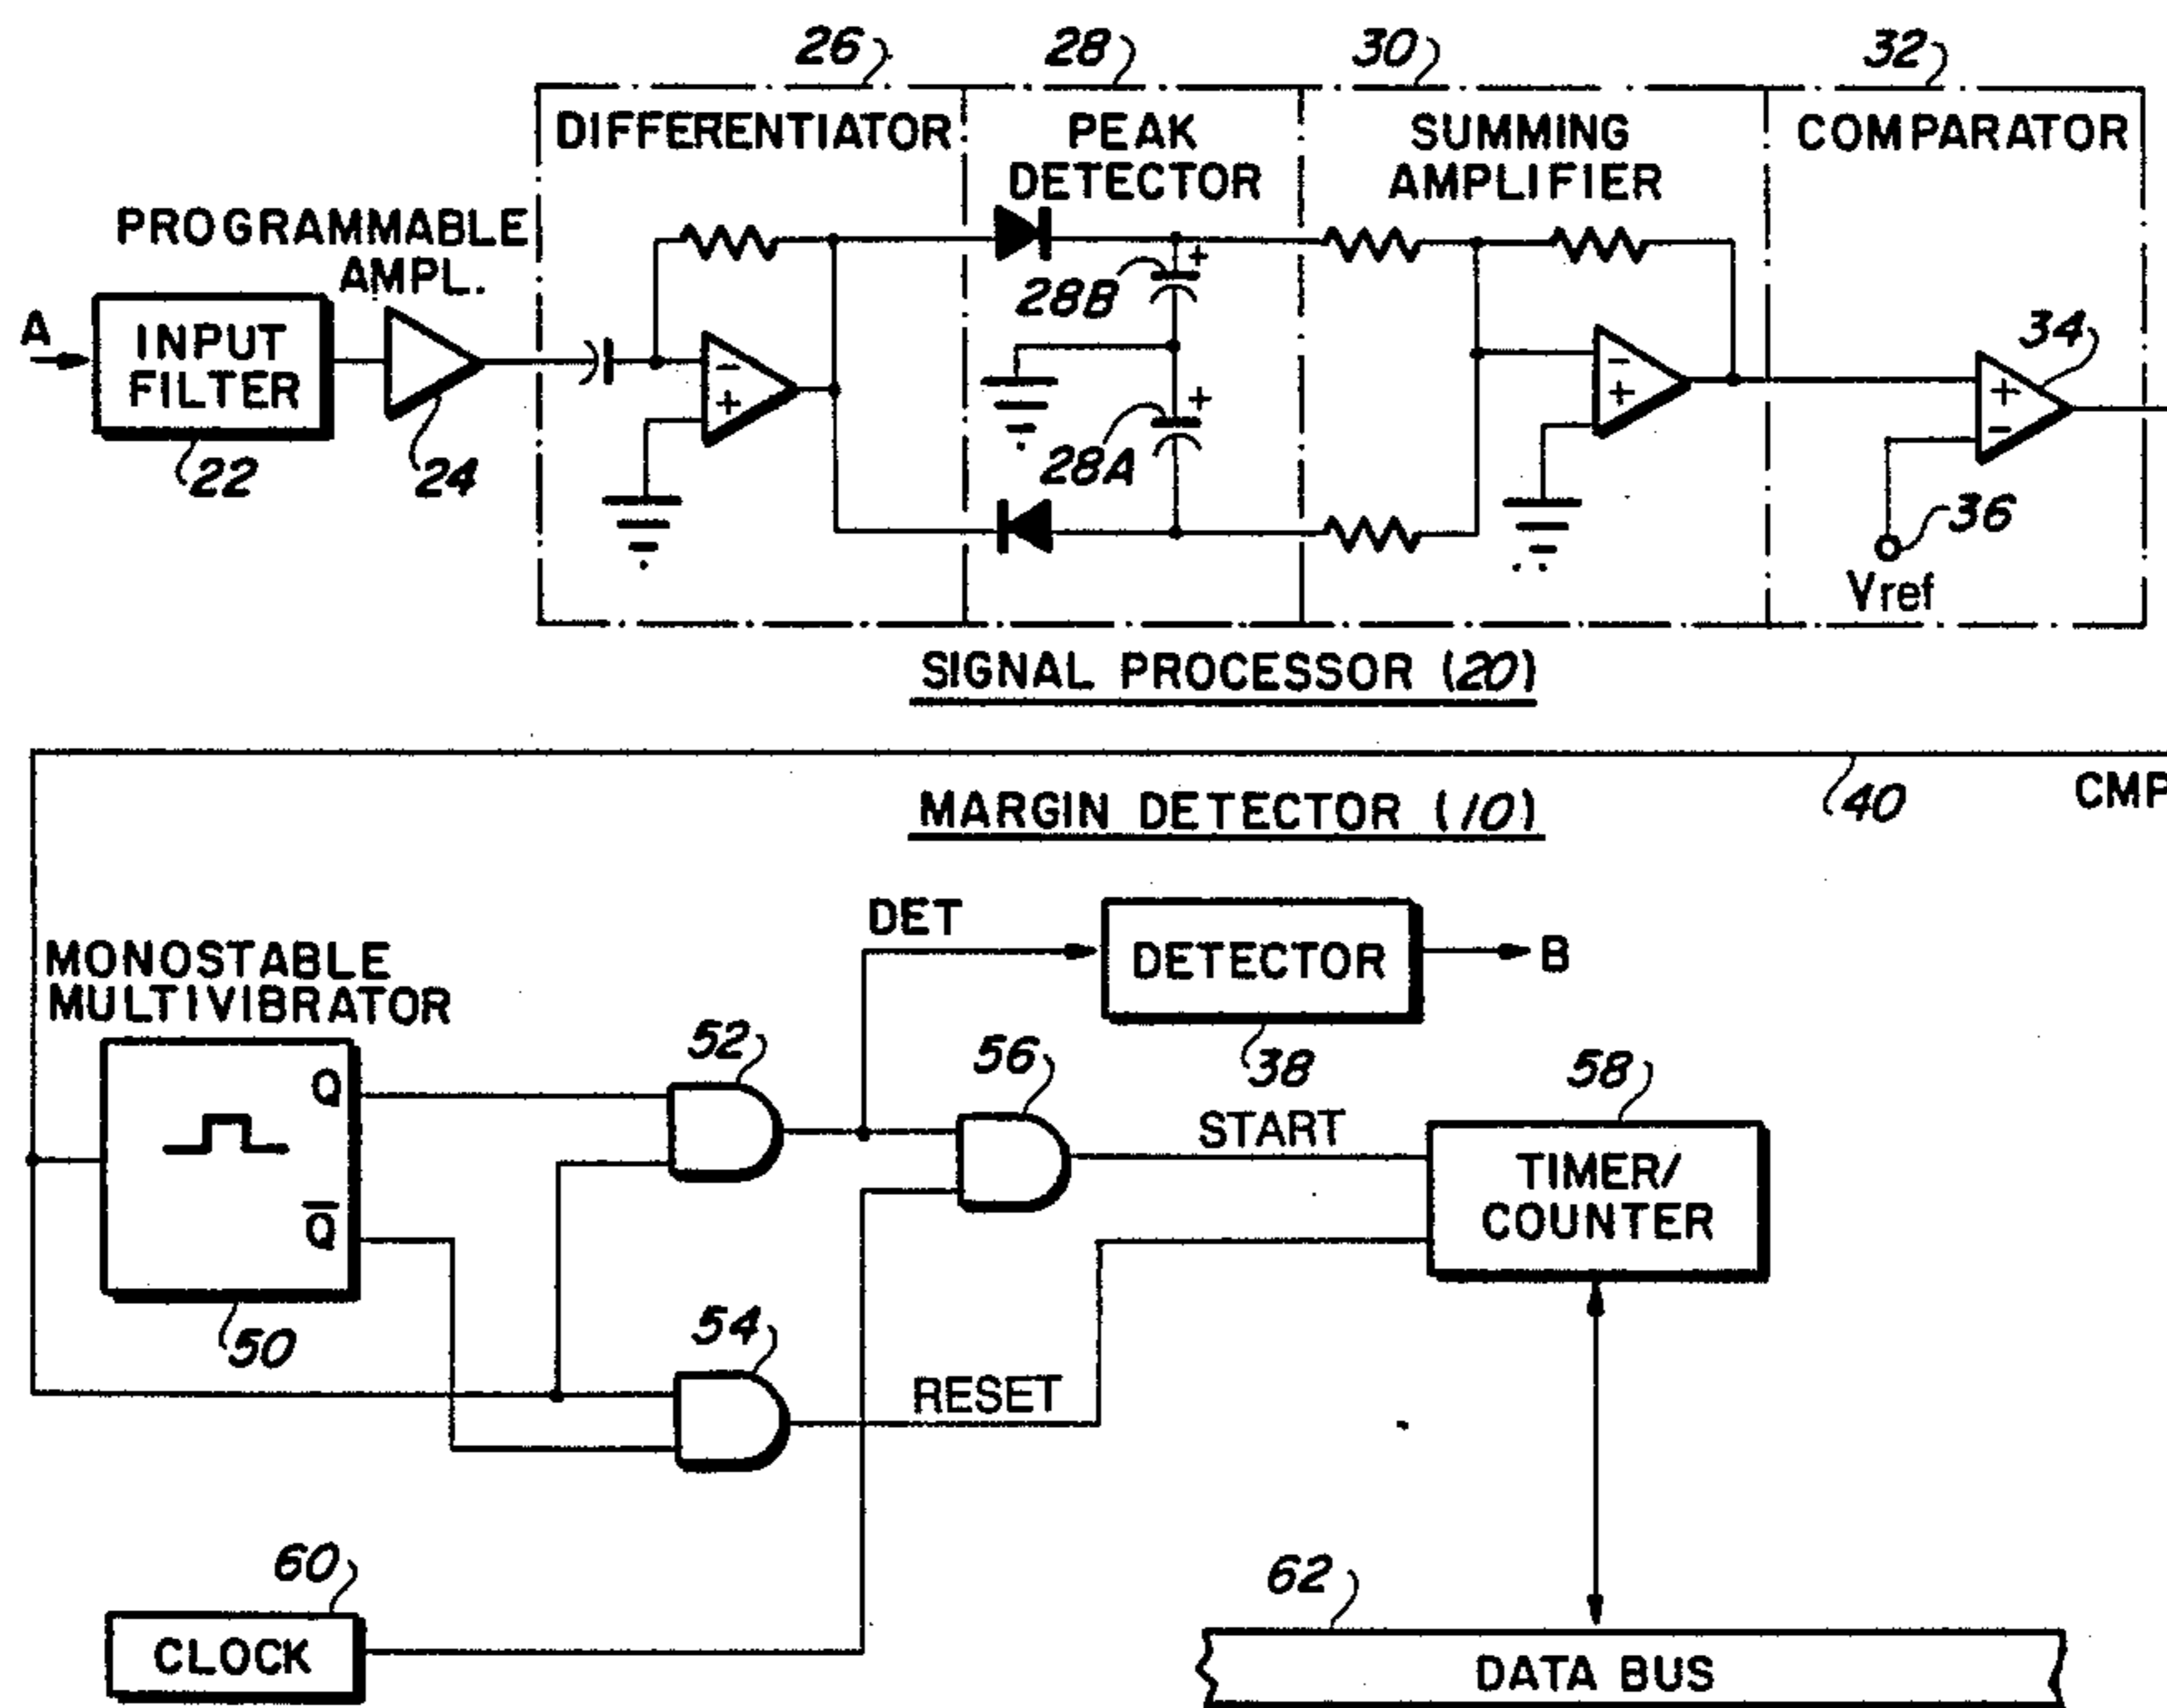 26 28 30 32
DIFFERENTIATOR
PEAK
DETECTOR
SUMMING
AMPLIFIER
COMPARATOR
PROGRAMMABLE
AMPL.
A
INPUT
FILTER
22
24
-
+
28B
+
28A
+
-
+
34
+
-
36
Vref
SIGNAL PROCESSOR (20)
40
CMP
MARGIN DETECTOR (10)
DET
DETECTOR
B
38
MONOSTABLE
MULTIVIBRATOR
Q
Q̅
50
52
54
56
START
RESET
58
TIMER/
COUNTER
60
CLOCK
62
DATA BUS